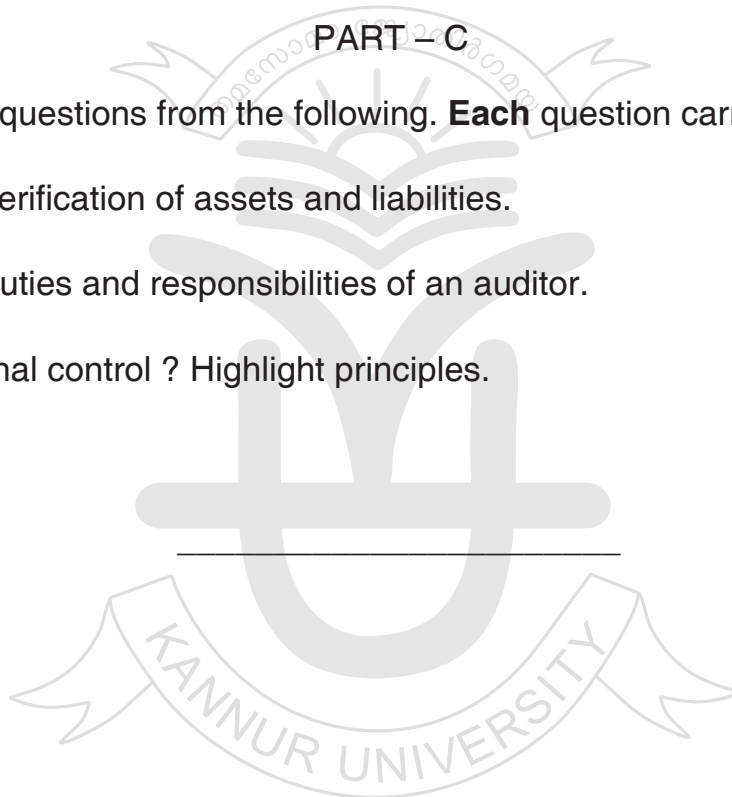 PART – C
questions from the following. Each question carr
erification of assets and liabilities.
uties and responsibilities of an auditor.
nal control ? Highlight principles.
KANNUR UNIVERSITY